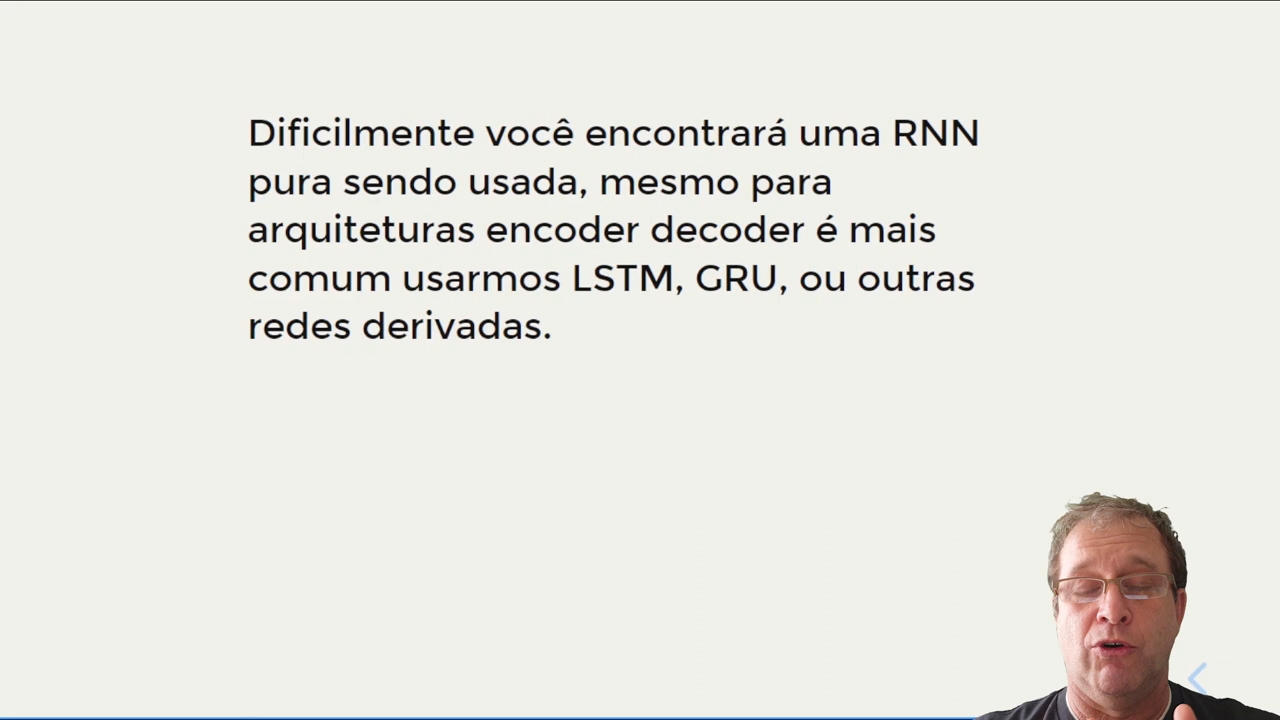 Dificilmente você encontrará uma RNN
pura sendo usada, mesmo para
arquiteturas encoder decoder é mais
comum usarmos LSTM, GRU, ou outras
redes derivadas.